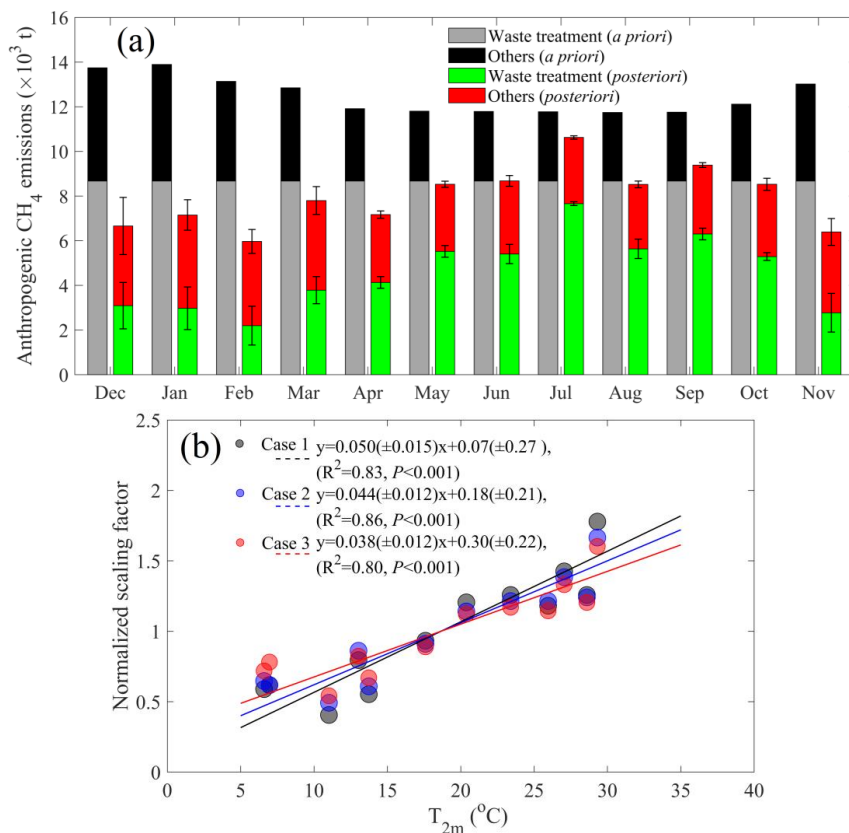 (a)
Waste treatment (a priori)
Others (a priori)
Waste treatment (posteriori)
Others (posteriori)
Anthropogenic CH4 emissions (×10^3 t)
16
14
12
10
8
6
4
2
0
Dec Jan Feb Mar Apr May Jun Jul Aug Sep Oct Nov
(b)
Case 1 y=0.050(±0.015)x+0.07(±0.27 ),
(R^2=0.83, P<0.001)
Case 2 y=0.044(±0.012)x+0.18(±0.21),
(R^2=0.86, P<0.001)
Case 3 y=0.038(±0.012)x+0.30(±0.22),
(R^2=0.80, P<0.001)
Normalized scaling factor
2.5
2
1.5
1
0.5
0
0 5 10 15 20 25 30 35 40
T2m (°C)